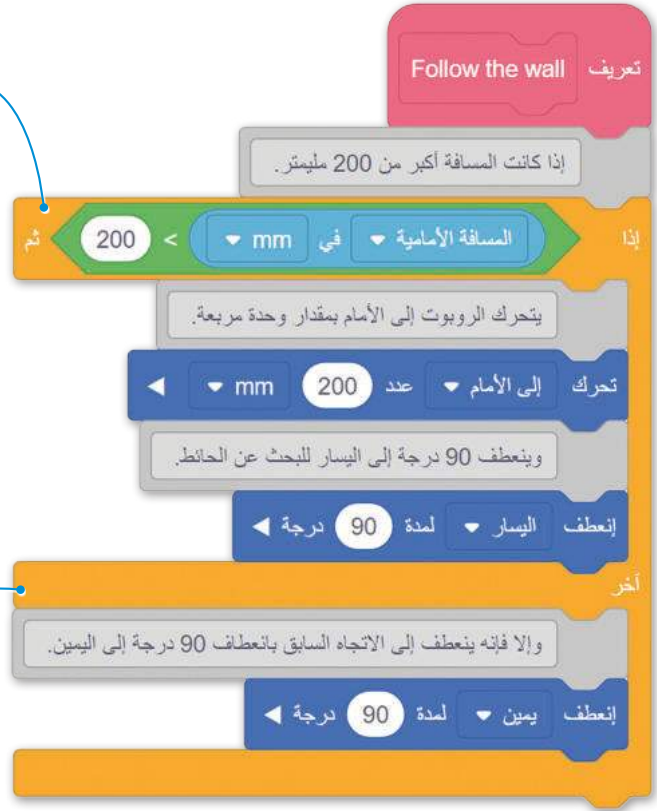 تعريف Follow the wall
إذا كانت المسافة أكبر من 200 مليمتر.
إذا المسافة الأمامية في mm > 200 ثم
يتحرك الروبوت إلى الأمام بمقدار وحدة مربعة.
تحرك إلى الأمام عدد 200 mm
وينعطف 90 درجة إلى اليسار للبحث عن الحائط.
إنعطف اليسار لمدة 90 درجة
آخر
وإلا فإنه ينعطف إلى الاتجاه السابق بانعطاف 90 درجة إلى اليمين.
إنعطف يمين لمدة 90 درجة